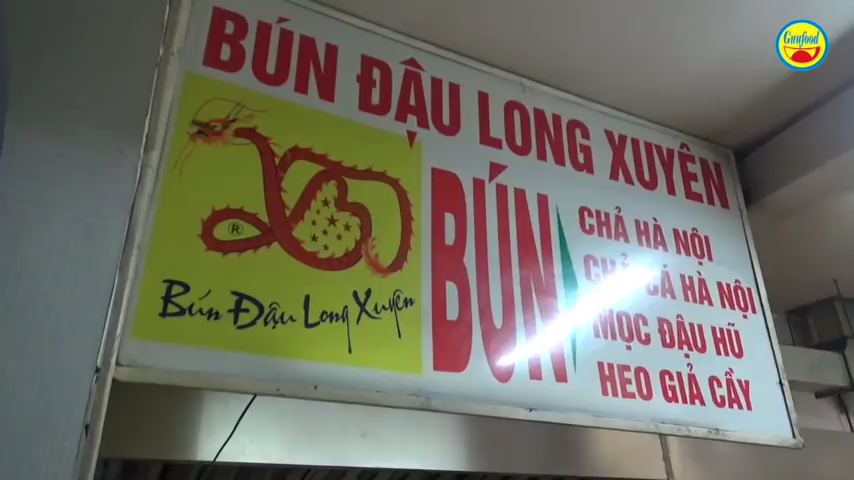 Gunfood
BÚN ĐẬU LONG XUYÊN
®
Bún Đậu Long Xuyên
BÚN
CHẢ HÀ NỘI
CHẢ CÁ HÀ NỘI
MỌC ĐẬU HŨ
HEO GIẢ CẦY